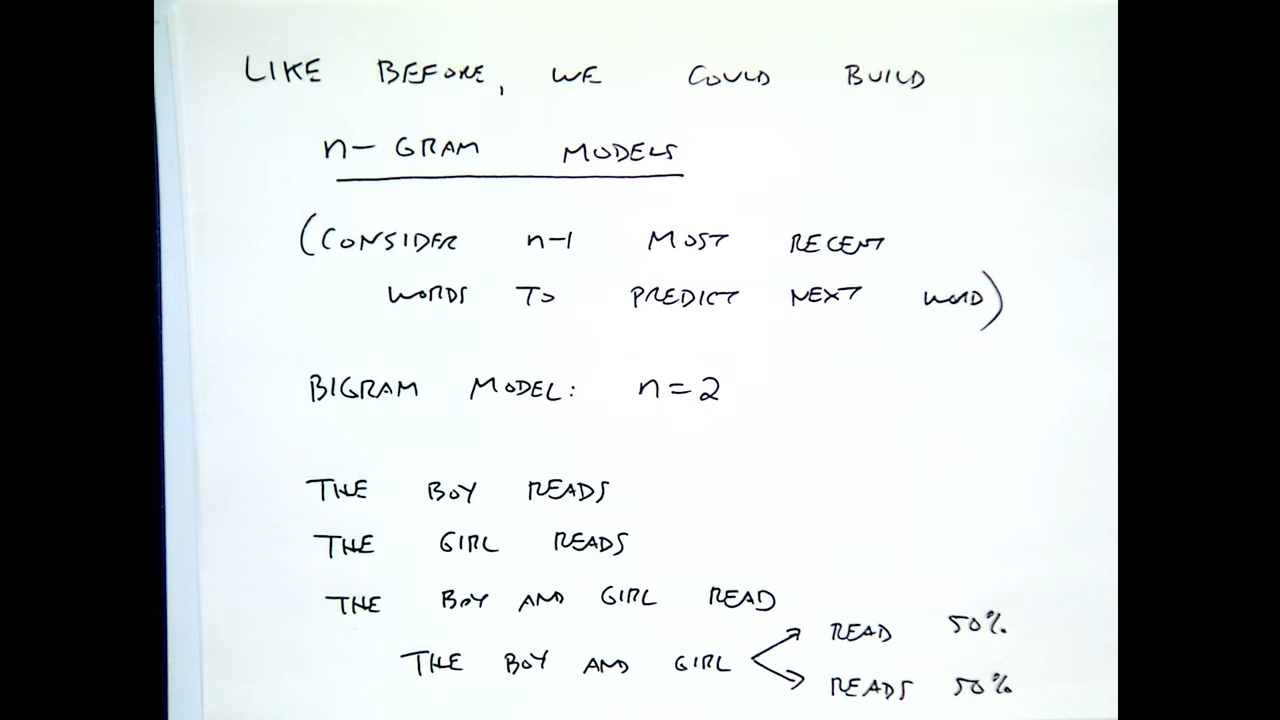 LIKE BEFORE, WE COULD BUILD
n-GRAM MODELS
(CONSIDER n-1 MOST RECENT
WORDS TO PREDICT NEXT WORD)
BIGRAM MODEL: n=2
THE BOY READS
THE GIRL READS
THE BOY AND GIRL READ
READ 50%
THE BOY AND GIRL
READS 50%